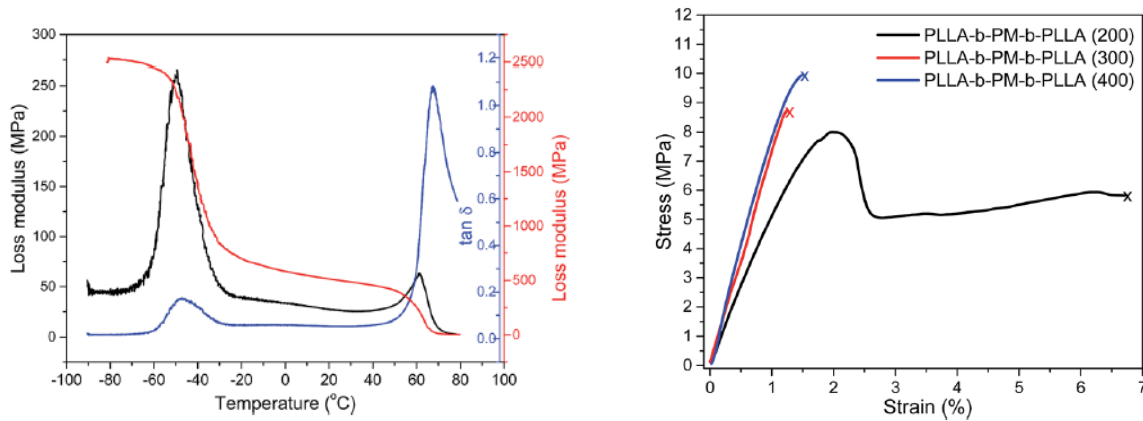 300
250
200
150
100
50
0
Loss modulus (MPa)
-100 -80 -60 -40 -20 0 20 40 60 80 100
Temperature (°C)
1.2
1.0
0.8
0.6
0.4
0.2
0.0
tan δ
2500
2000
1500
1000
500
0
Loss modulus (MPa)
12
11
10
9
8
7
6
5
4
3
2
1
0
Stress (MPa)
PLLA-b-PM-b-PLLA (200)
PLLA-b-PM-b-PLLA (300)
PLLA-b-PM-b-PLLA (400)
x
x
x
0 1 2 3 4 5 6 7
Strain (%)